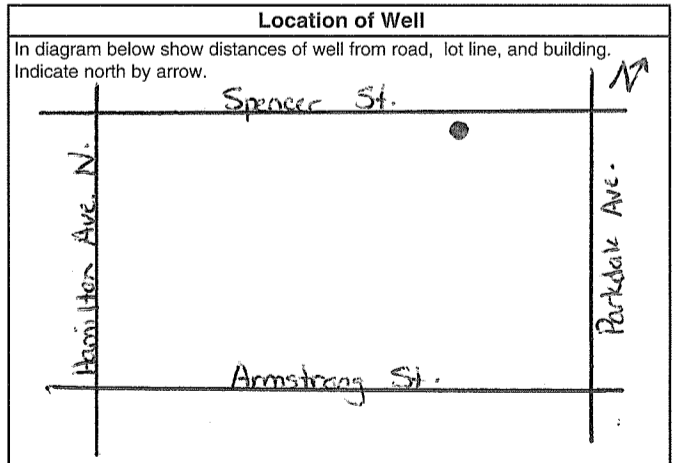 Location of Well
In diagram below show distances of well from road, lot line, and building.
Indicate north by arrow.
N
Spencer St.
Hamilton Ave. N.
Parkdale Ave.
Armstrong St.